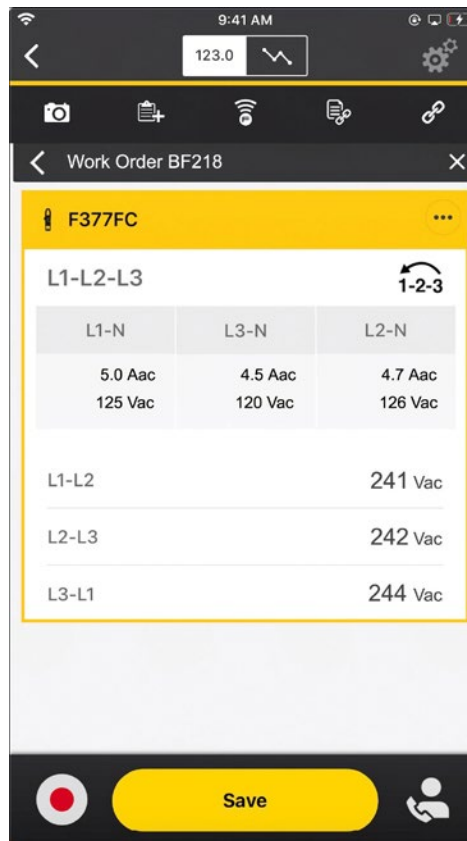 9:41 AM
123.0
Work Order BF218
F377FC
L1-L2-L3
1-2-3
L1-N L3-N L2-N
5.0 Aac 4.5 Aac 4.7 Aac
125 Vac 120 Vac 126 Vac
L1-L2 241 Vac
L2-L3 242 Vac
L3-L1 244 Vac
Save